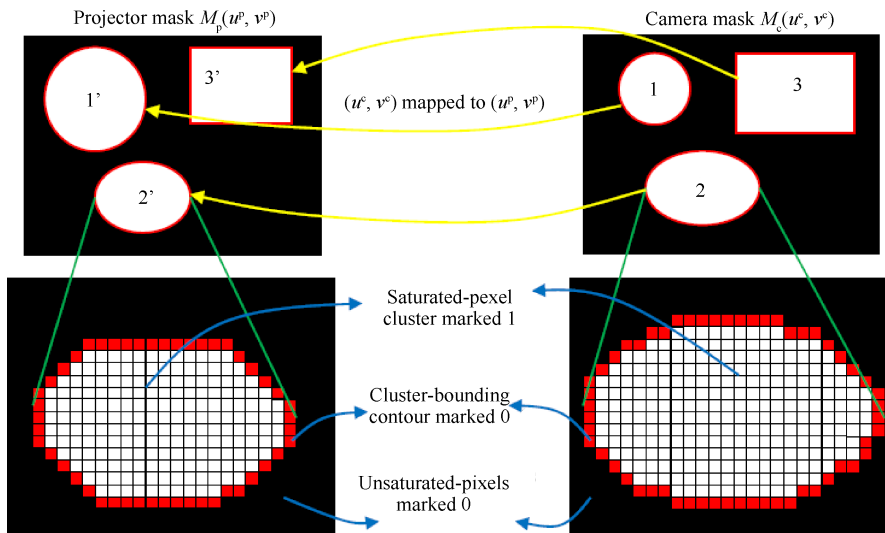 Projector mask Mₚ(uᵖ, vᵖ)
Camera mask M_c(uᶜ, vᶜ)
1’
3’
(uᶜ, vᶜ) mapped to (uᵖ, vᵖ)
1
3
2’
2
Saturated-pexel
cluster marked 1
Cluster-bounding
contour marked 0
Unsaturated-pixels
marked 0